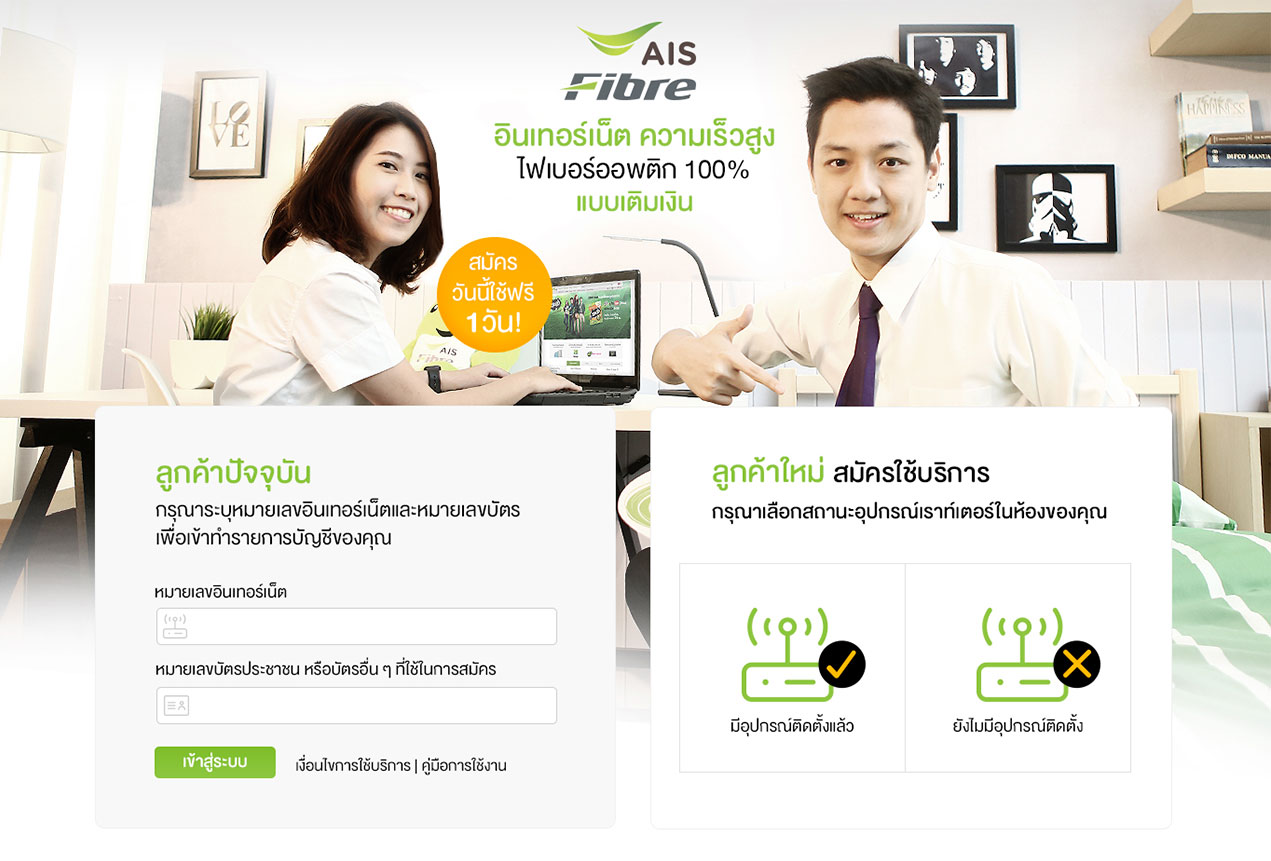 AIS
Fibre
อินเทอร์เน็ต ความเร็วสูง
ไฟเบอร์ออพติก 100%
แบบเติมเงิน
LOVE
HAPPINESS
DIFCO MANUAL
สมัคร
วันนี้ใช้ฟรี
1 วัน!
AIS
Fibre
ลูกค้าปัจจุบัน
กรุณาระบุหมายเลขอินเทอร์เน็ตและหมายเลขบัตร
เพื่อเข้าทำรายการบัญชีของคุณ
หมายเลขอินเทอร์เน็ต
หมายเลขบัตรประชาชน หรือบัตรอื่น ๆ ที่ใช้ในการสมัคร
เข้าสู่ระบบ
เงื่อนไขการใช้บริการ | คู่มือการใช้งาน
ลูกค้าใหม่ สมัครใช้บริการ
กรุณาเลือกสถานะอุปกรณ์เราท์เตอร์ในห้องของคุณ
มีอุปกรณ์ติดตั้งแล้ว
ยังไม่มีอุปกรณ์ติดตั้ง